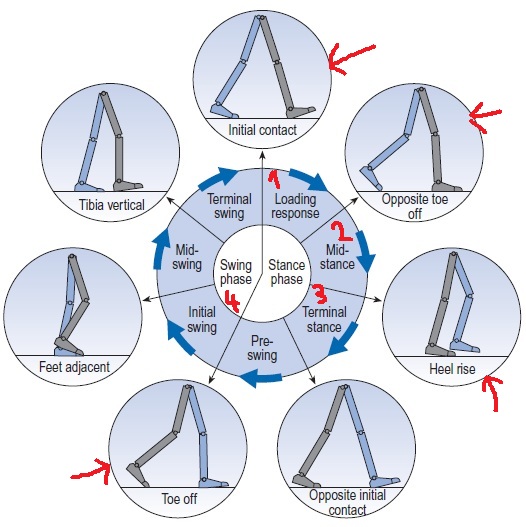 Initial contact
Tibia vertical
Opposite toe
off
Terminal
swing
1
Loading
response
Mid-
swing
2
Mid-
stance
Swing
phase
Stance
phase
4
3
Initial
swing
Terminal
stance
Pre-
swing
Feet adjacent
Heel rise
Toe off
Opposite initial
contact